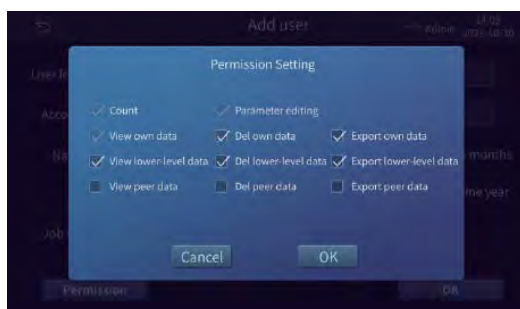 Add user
Admin
14:05
Permission Setting
Count Parameter editing
View own data Del own data Export own data
View lower-level data Del lower-level data Export lower-level data
View peer data Del peer data Export peer data
months
me year
Job
Cancel OK
Permission OK